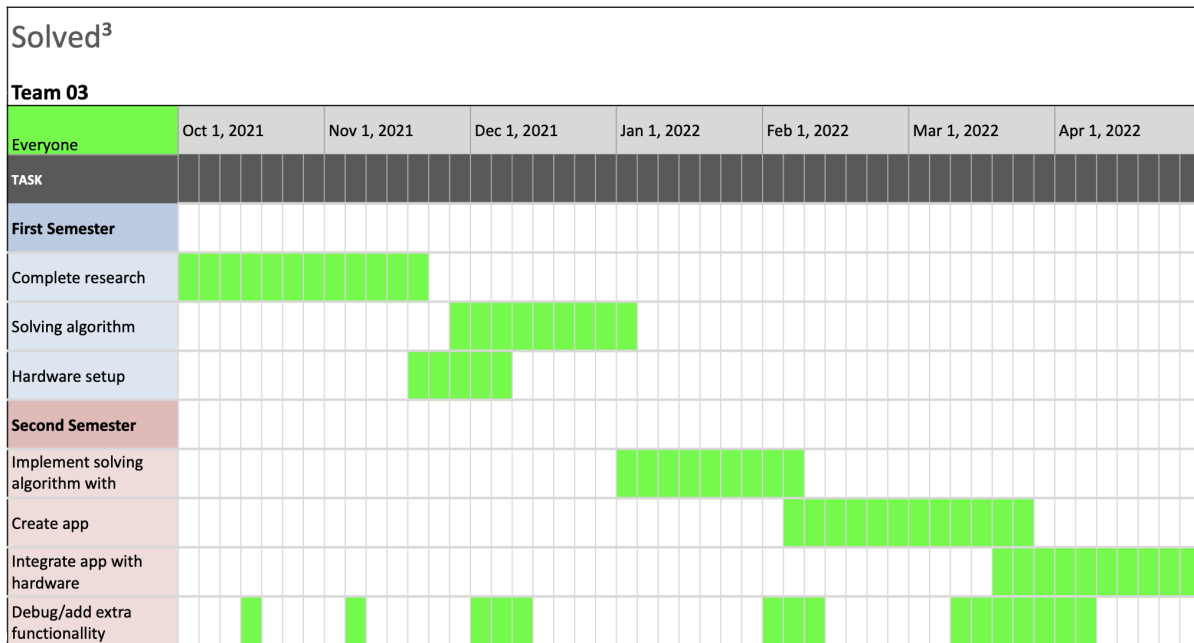 Solved³
Team 03
Everyone
Oct 1, 2021
Nov 1, 2021
Dec 1, 2021
Jan 1, 2022
Feb 1, 2022
Mar 1, 2022
Apr 1, 2022
TASK
First Semester
Complete research
Solving algorithm
Hardware setup
Second Semester
Implement solving
algorithm with
Create app
Integrate app with
hardware
Debug/add extra
functionallity